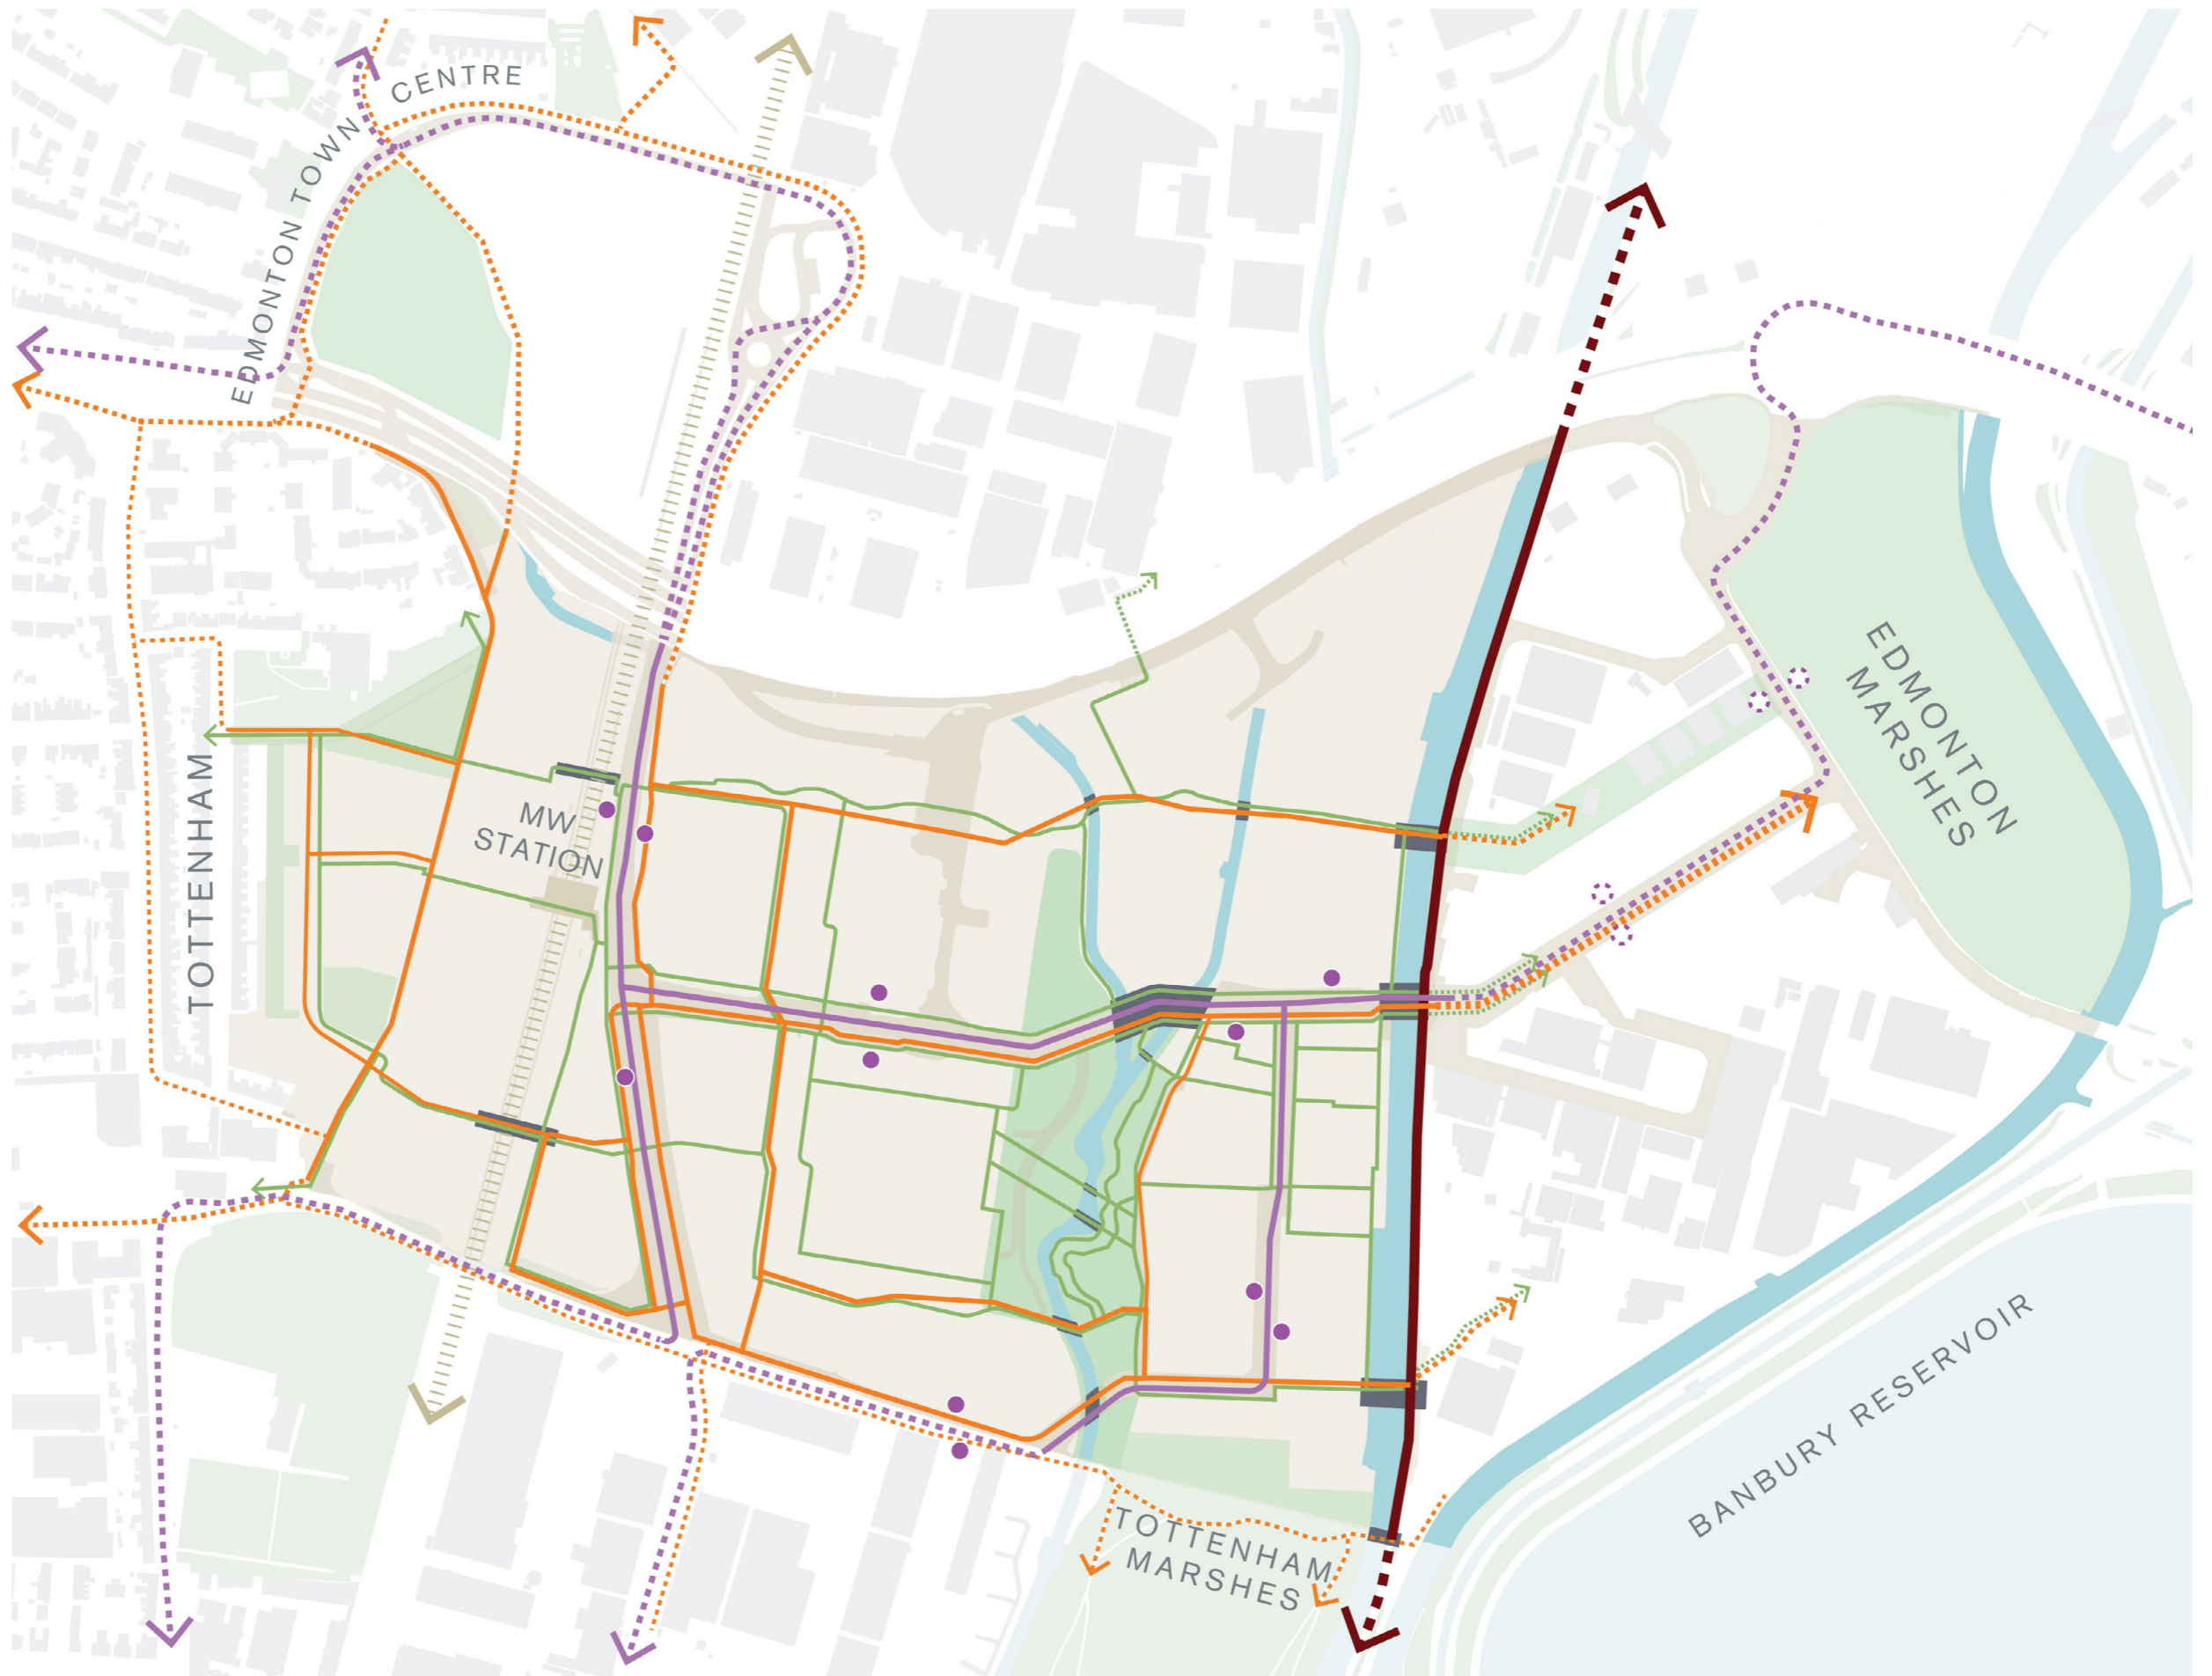 EDMONTON TOWN CENTRE
TOTTENHAM
MW
STATION
EDMONTON
MARSHES
BANBURY RESERVOIR
TOTTENHAM
MARSHES